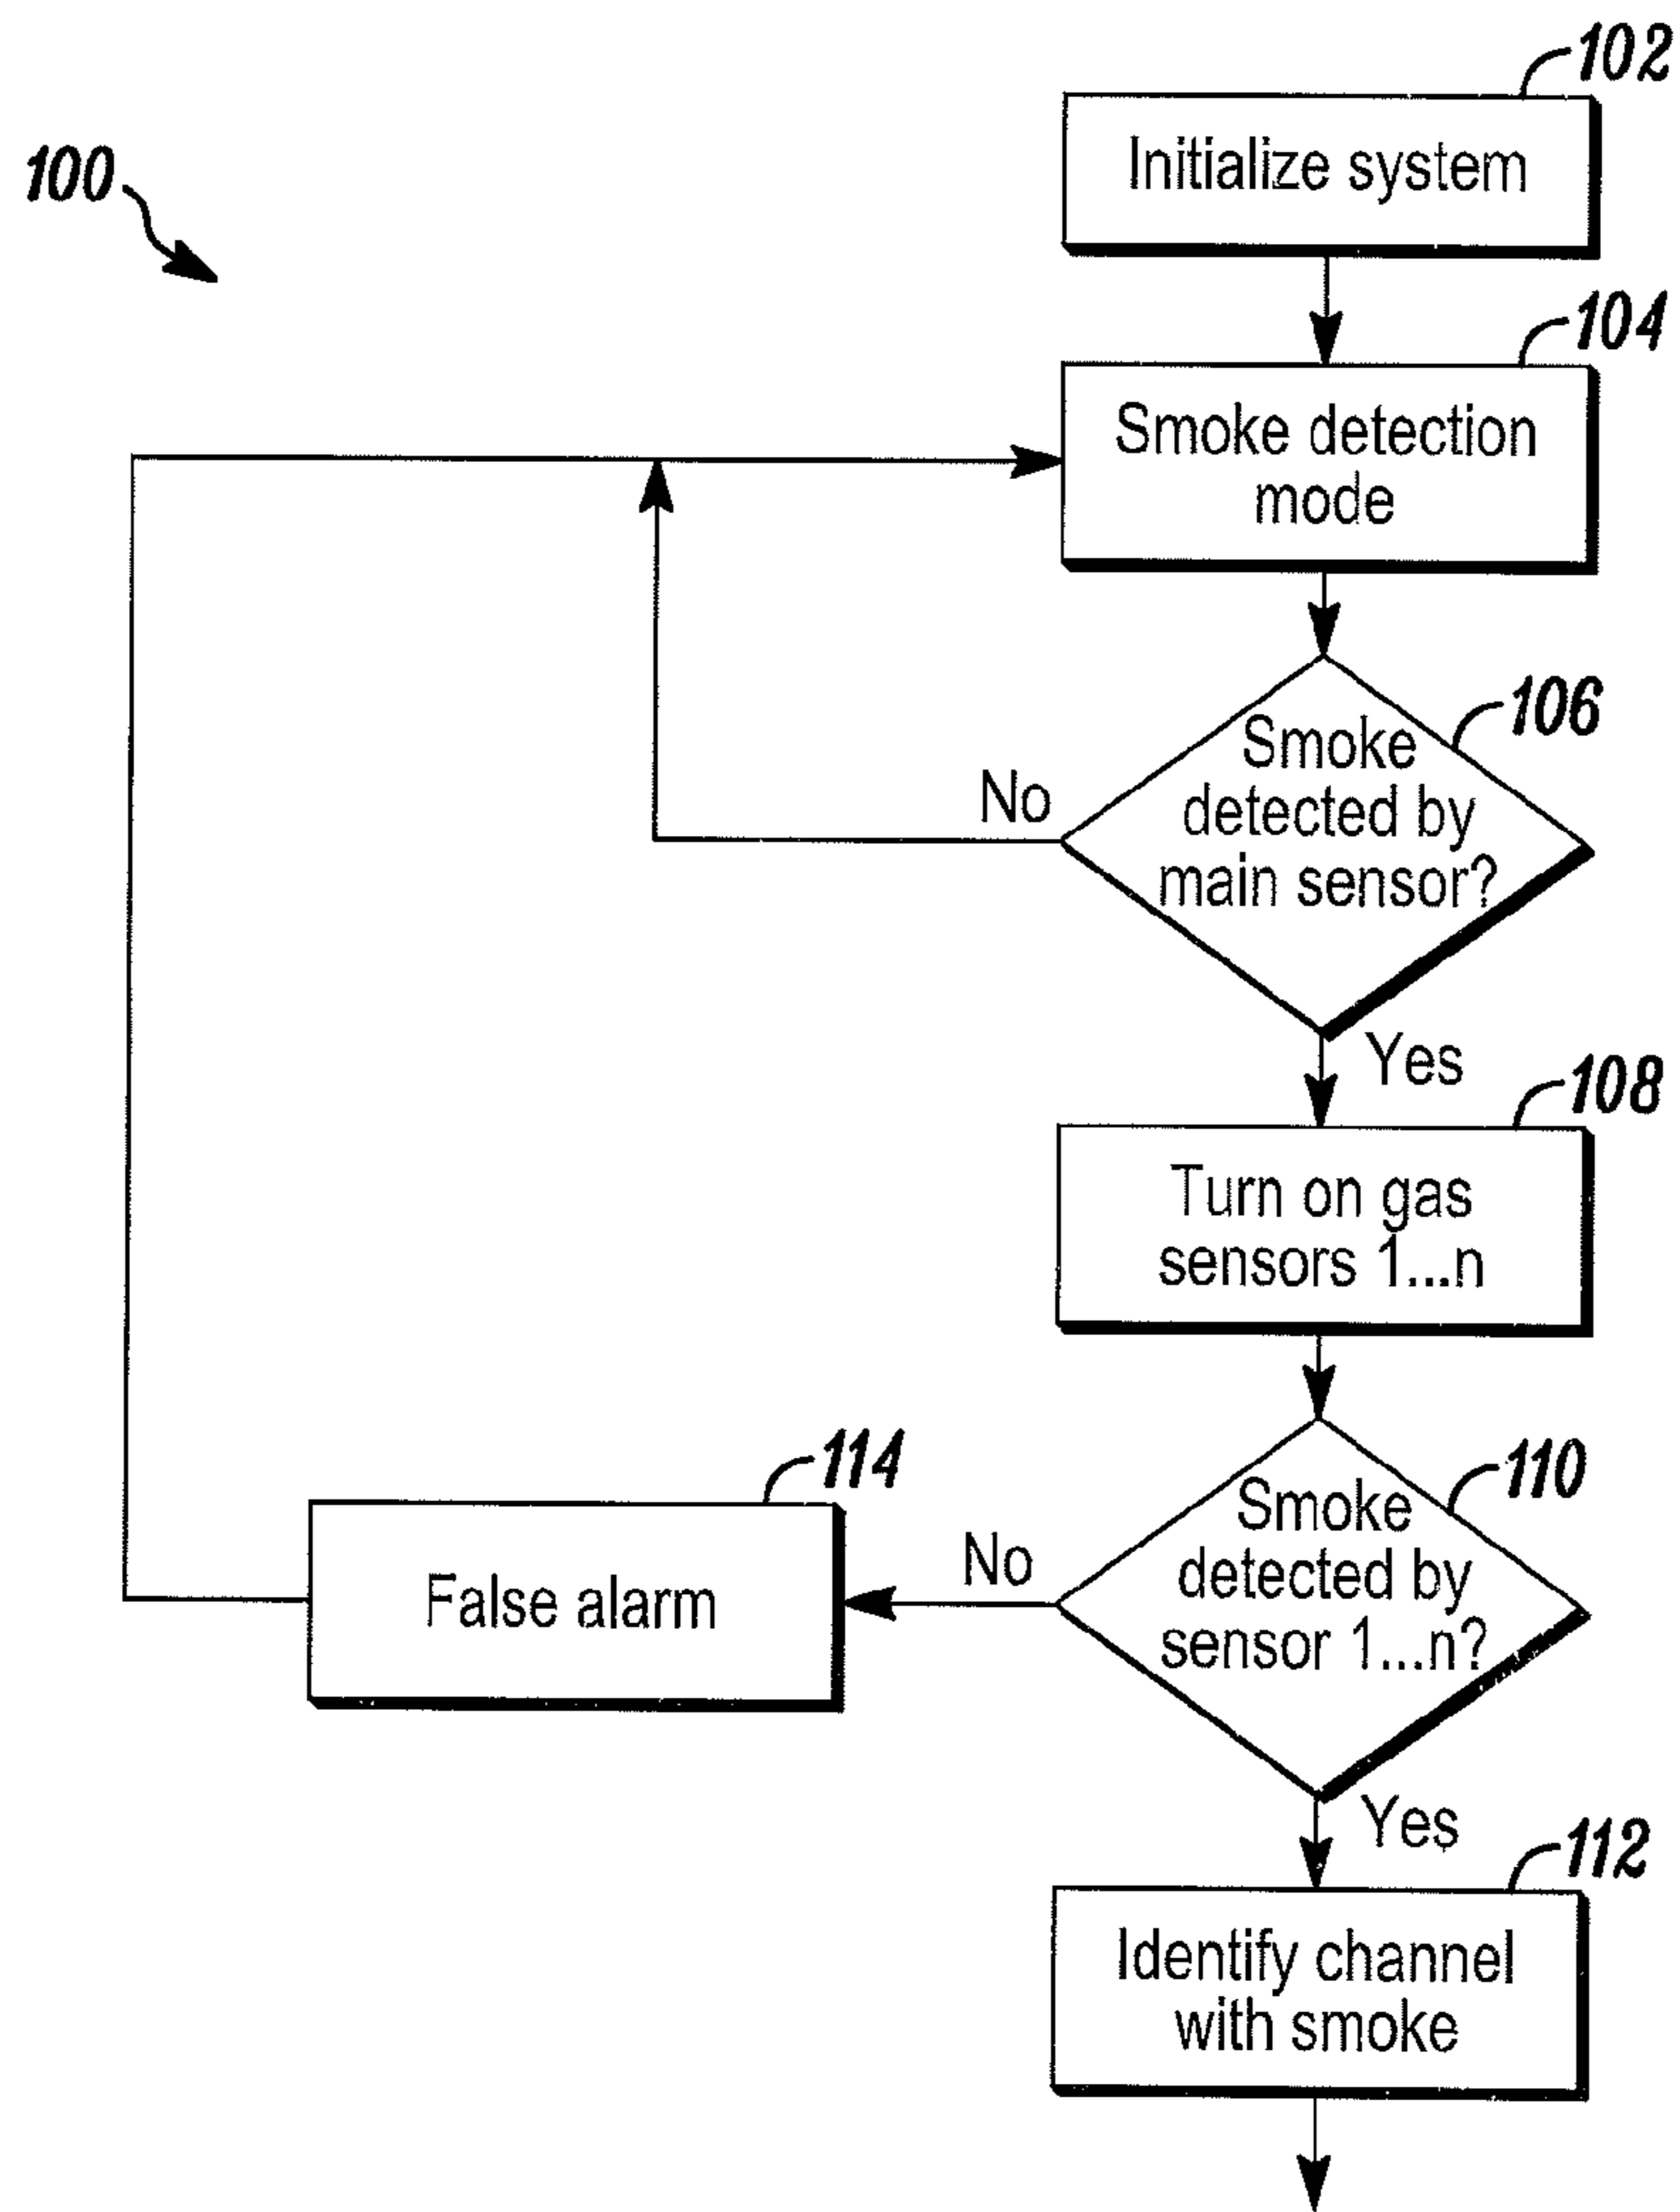 102
Initialize system
100
104
Smoke detection
mode
106
Smoke
detected by
main sensor?
No
Yes
108
Turn on gas
sensors 1...n
110
Smoke
detected by
sensor 1...n?
No
114
False alarm
Yes
112
Identify channel
with smoke